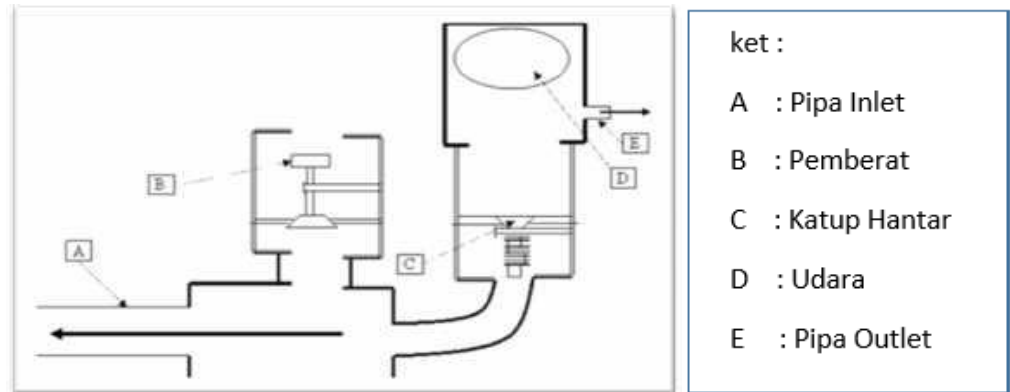 E
D
B
C
A
ket :
A : Pipa Inlet
B : Pemberat
C : Katup Hantar
D : Udara
E : Pipa Outlet